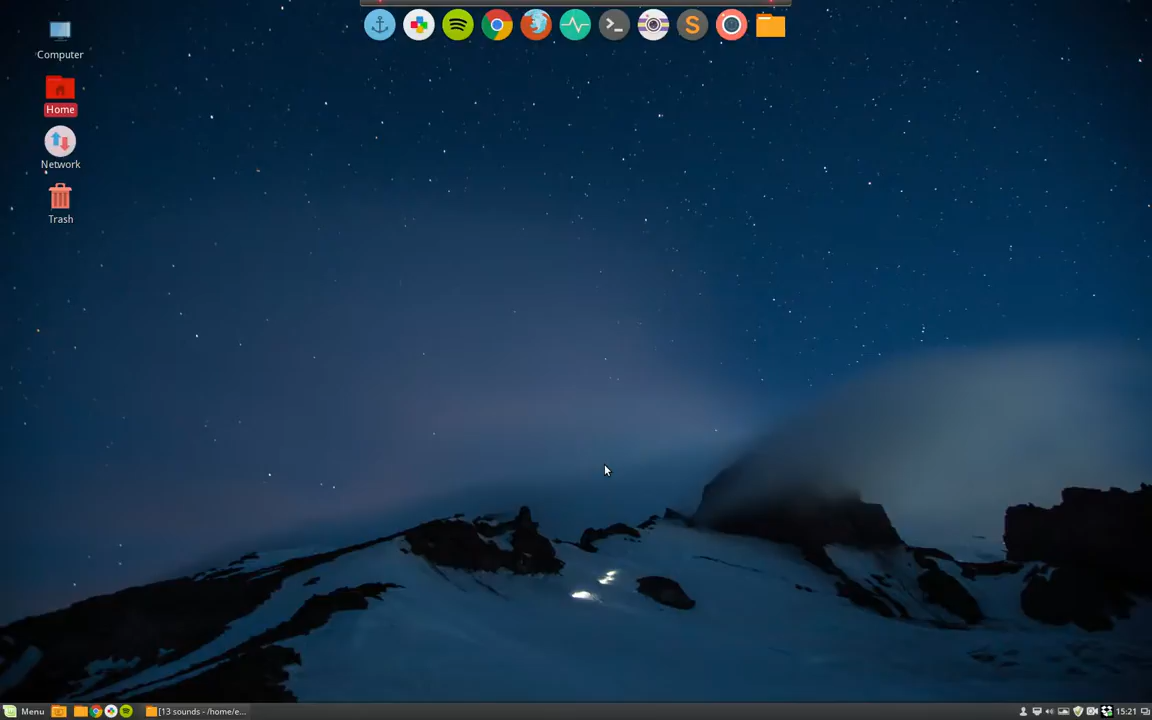 Computer
Home
Network
Trash
Menu
[13 sounds - /home/e...
15:21